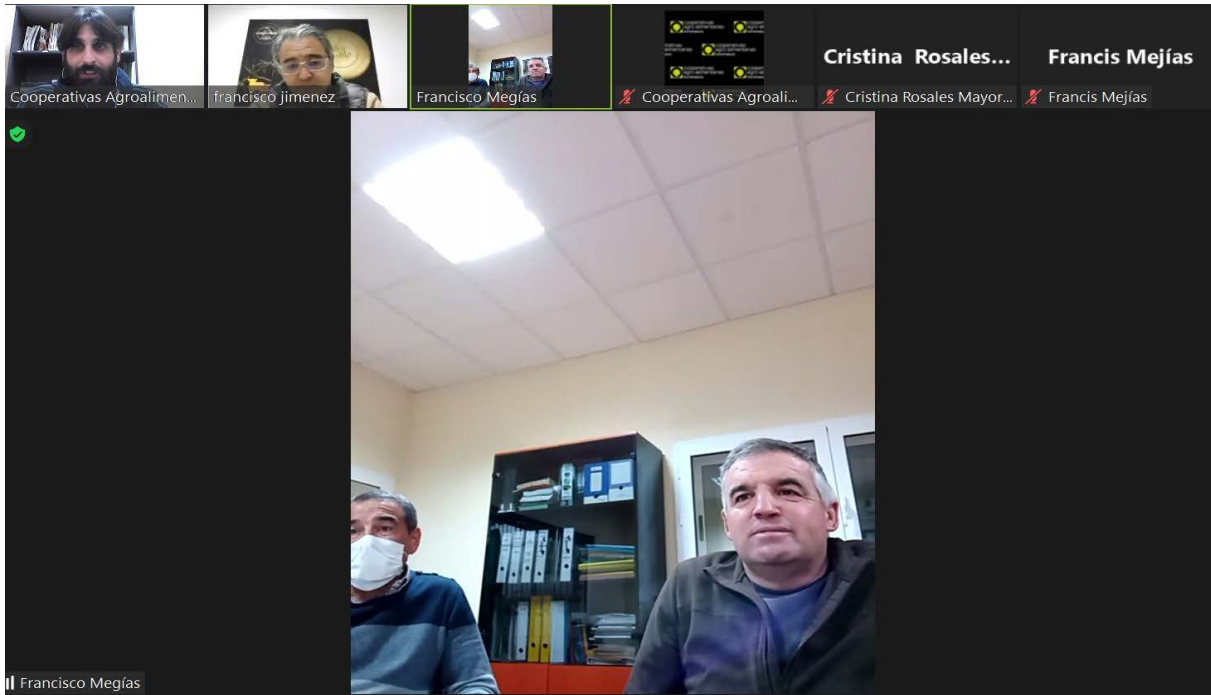 Cooperativas Agroalimen...
francisco jimenez
Francisco Megías
Cooperativas Agroali...
Cristina Rosales...
Cristina Rosales Mayor...
Francis Mejías
Francis Mejías
Francisco Megías